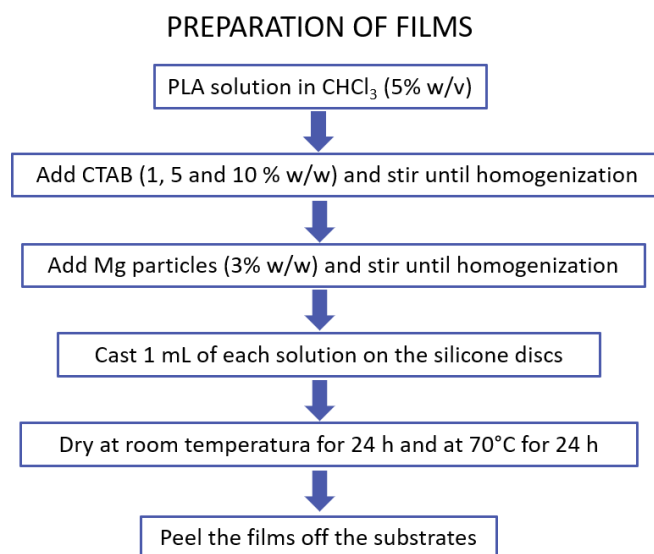 PREPARATION OF FILMS
PLA solution in CHCl₃ (5% w/v)
Add CTAB (1, 5 and 10 % w/w) and stir until homogenization
Add Mg particles (3% w/w) and stir until homogenization
Cast 1 mL of each solution on the silicone discs
Dry at room temperatura for 24 h and at 70°C for 24 h
Peel the films off the substrates